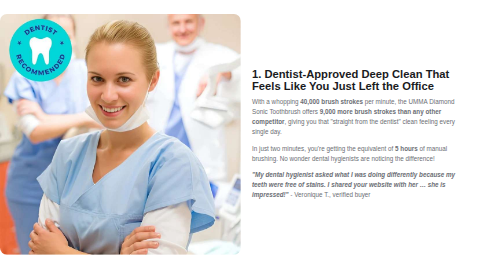 DENTIST
RECOMMENDED
1. Dentist-Approved Deep Clean That
Feels Like You Just Left the Office
With a whopping 40,000 brush strokes per minute, the UMMA Diamond
Sonic Toothbrush offers 9,000 more brush strokes than any other
competitor, giving you that "straight from the dentist" clean feeling every
single day.
In just two minutes, you're getting the equivalent of 5 hours of manual
brushing. No wonder dental hygienists are noticing the difference!
"My dental hygienist asked what I was doing differently because my
teeth were free of stains. I shared your website with her ... she is
impressed!" - Veronique T., verified buyer